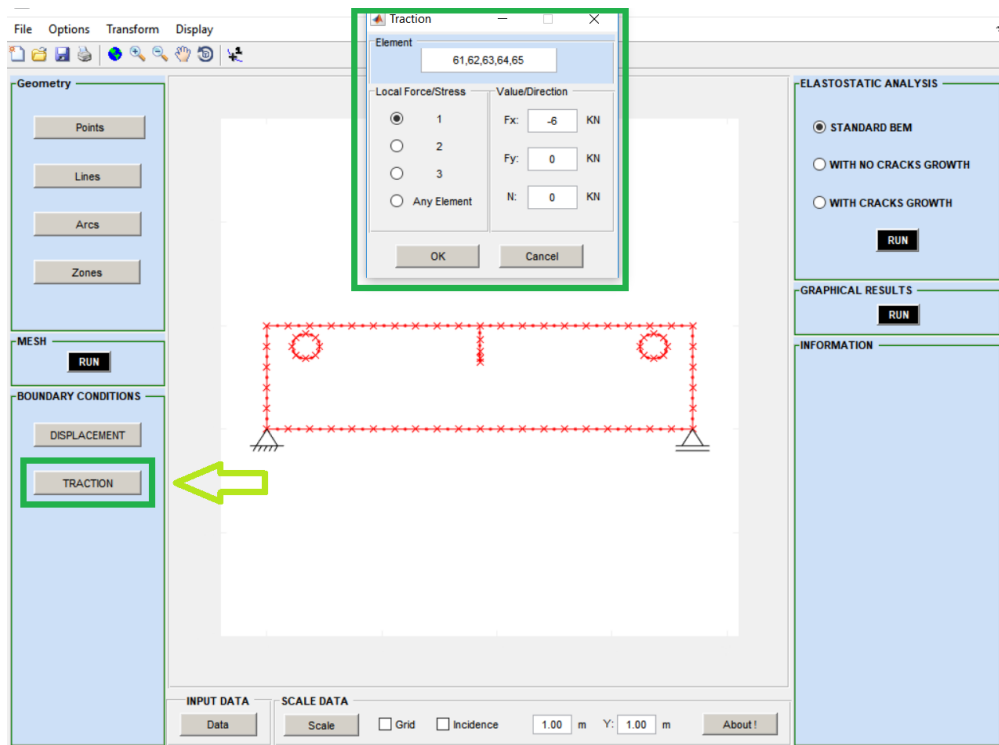 File Options Transform Display
Traction
Element
61,62,63,64,65
Local Force/Stress
1
2
3
Any Element
Value/Direction
Fx: -6 KN
Fy: 0 KN
N: 0 KN
OK Cancel
Geometry
Points
Lines
Arcs
Zones
MESH
RUN
BOUNDARY CONDITIONS
DISPLACEMENT
TRACTION
ELASTOSTATIC ANALYSIS
STANDARD BEM
WITH NO CRACKS GROWTH
WITH CRACKS GROWTH
RUN
GRAPHICAL RESULTS
RUN
INFORMATION
INPUT DATA
Data
SCALE DATA
Scale Grid Incidence 1.00 m Y: 1.00 m About !